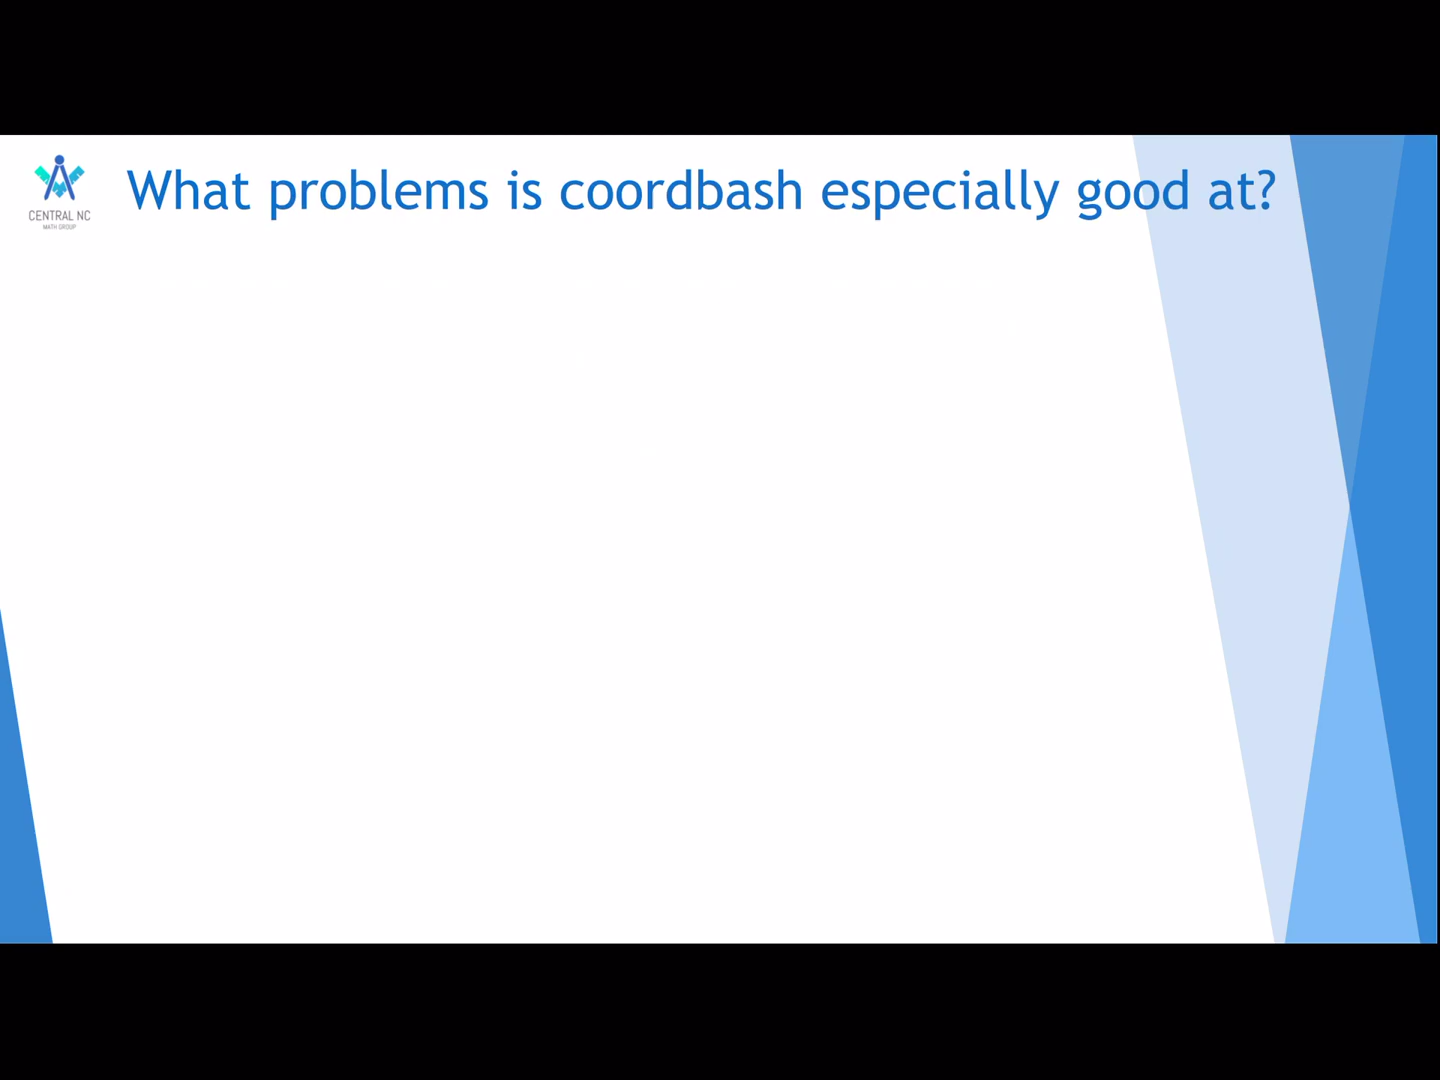 What problems is coordbash especially good at?
CENTRAL NC
MATH GROUP